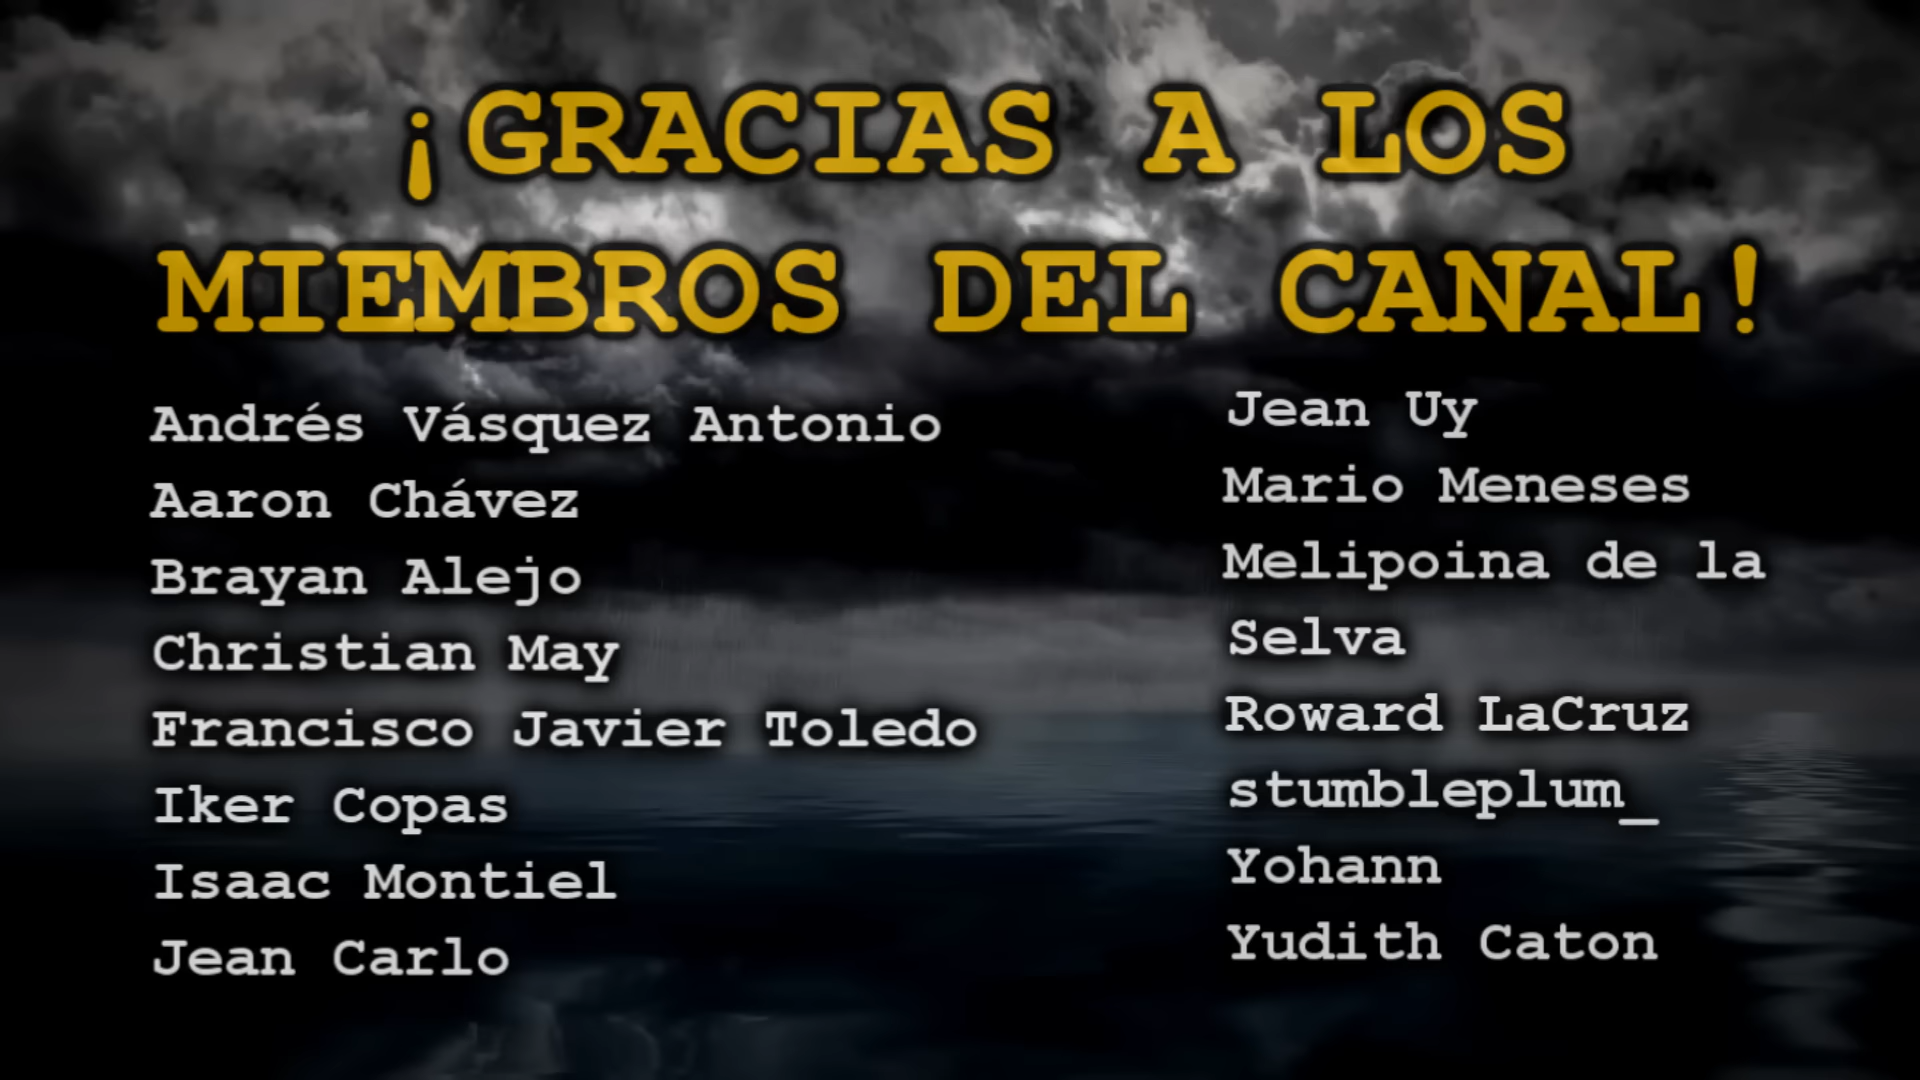 ¡GRACIAS A LOS
MIEMBROS DEL CANAL!
Andrés Vásquez Antonio
Aaron Chávez
Brayan Alejo
Christian May
Francisco Javier Toledo
Iker Copas
Isaac Montiel
Jean Carlo
Jean Uy
Mario Meneses
Melipoina de la
Selva
Roward LaCruz
stumbleplum_
Yohann
Yudith Caton